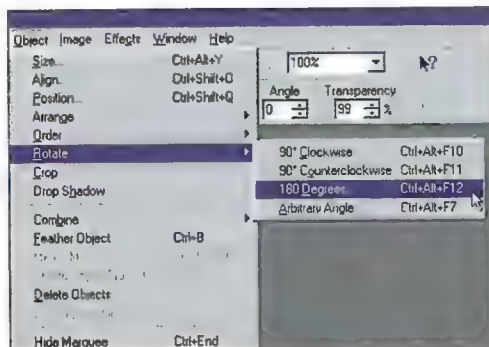 Object Image Effects Window Help
Size... Ctrl+Alt+Y
Align... Ctrl+Shift+O
Position... Ctrl+Shift+Q
Arrange
Order
Rotate
Crop
Drop Shadow
Combine
Feather Object Ctrl+B
Delete Objects
Hide Marquee Ctrl+End
100%
Angle Transparency
0 99 %
90° Clockwise Ctrl+Alt+F10
90° Counterclockwise Ctrl+Alt+F11
180 Degrees Ctrl+Alt+F12
Arbitrary Angle Ctrl+Alt+F7